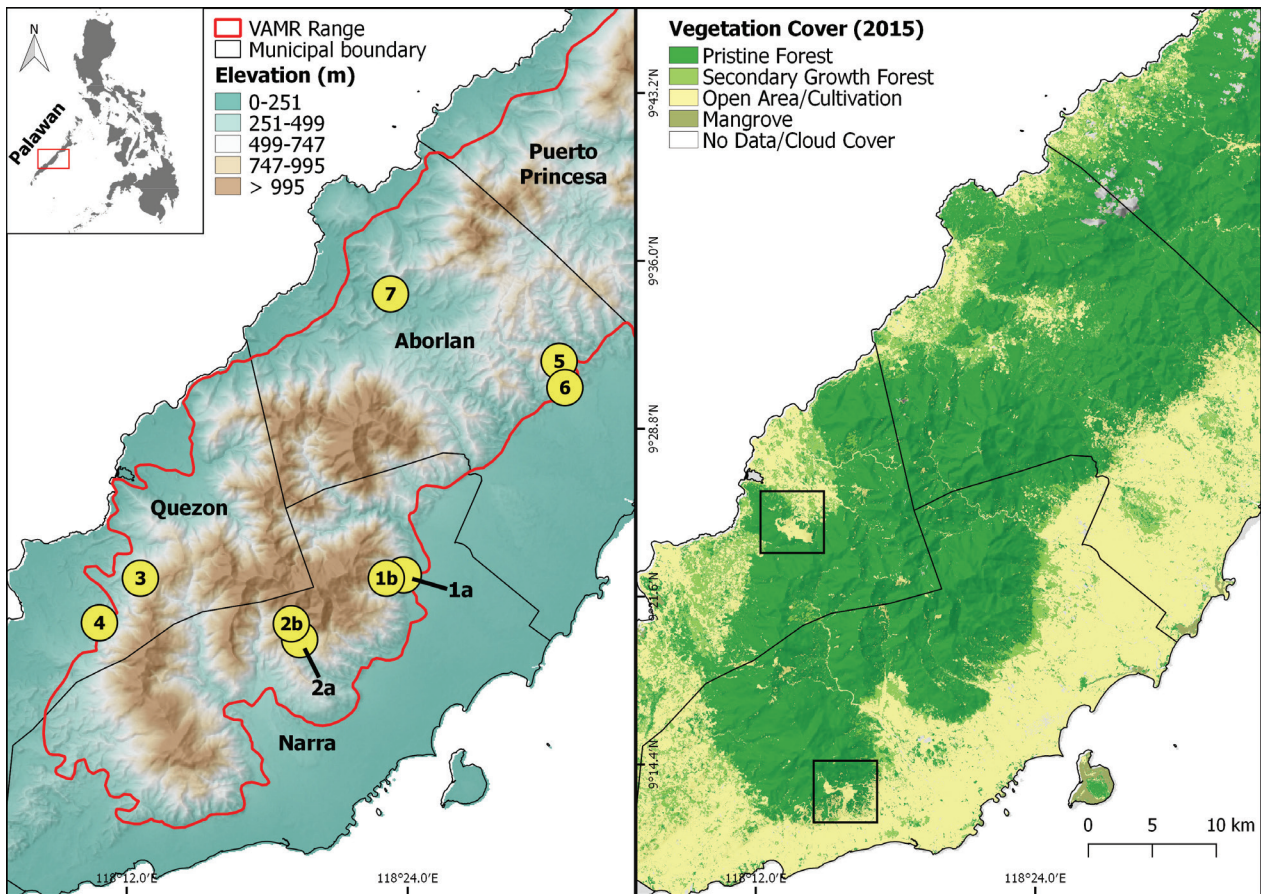 N
Palawan
VAMR Range
Municipal boundary
Elevation (m)
0-251
251-499
499-747
747-995
> 995
Puerto
Princesa
7
Aborlan
5
6
Quezon
3
1b
1a
4
2b
2a
Narra
118°12.0'E
118°24.0'E
9°43.2'N
9°36.0'N
9°28.8'N
9°21.6'N
9°14.4'N
Vegetation Cover (2015)
Pristine Forest
Secondary Growth Forest
Open Area/Cultivation
Mangrove
No Data/Cloud Cover
0 5 10 km
118°12.0'E
118°24.0'E